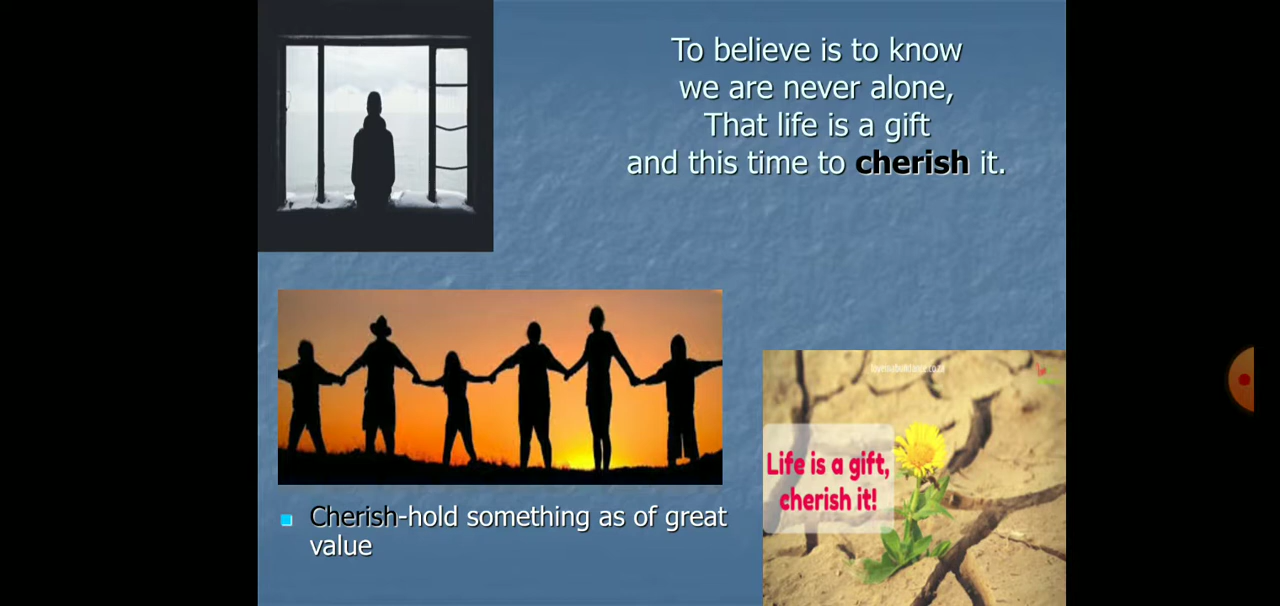 To believe is to know
we are never alone,
That life is a gift
and this time to cherish it.
Life is a gift,
cherish it!
Cherish-hold something as of great
value